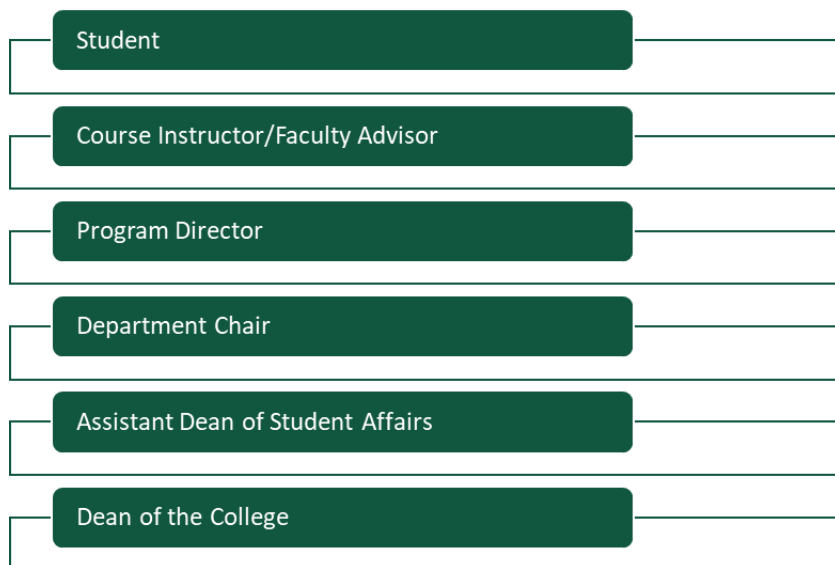 Student
Course Instructor/Faculty Advisor
Program Director
Department Chair
Assistant Dean of Student Affairs
Dean of the College